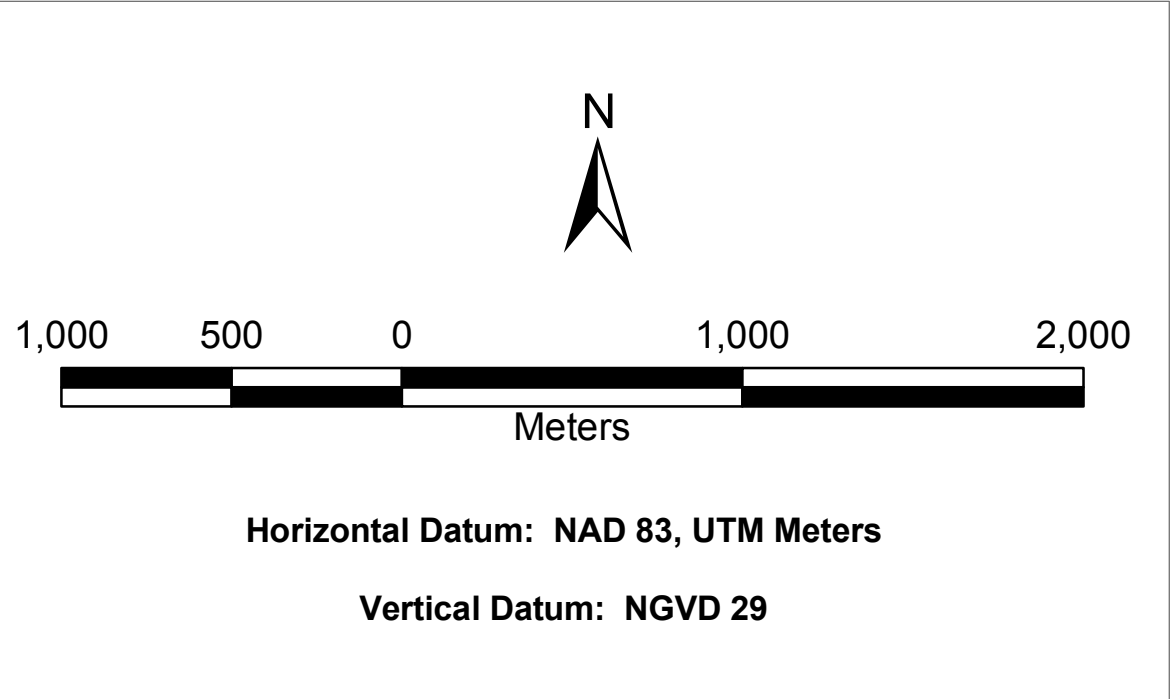 N
1,000 500 0 1,000 2,000
Meters
Horizontal Datum: NAD 83, UTM Meters
Vertical Datum: NGVD 29